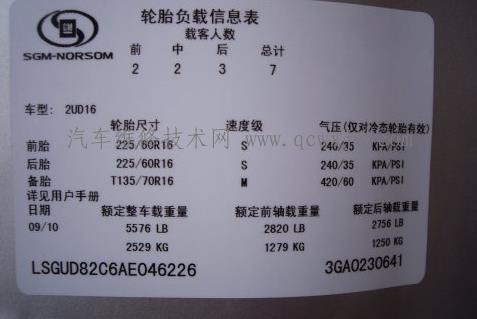 轮胎负载信息表
载客人数
SGM-NORSOM
前 中 后 总计
2 2 3 7
车型: 2UD16
轮胎尺寸 速度级 气压(仅对冷态轮胎有效)
前胎 225/60R16 S 240/35 KPA/PSI
后胎 225/60R16 S 240/35 KPA/PSI
备胎 T135/70R16 M 420/60 KPA/PSI
详见用户手册
日期 额定整车载重量 额定前轴载重量 额定后轴载重量
09/10 5576 LB 2820 LB 2756 LB
2529 KG 1279 KG 1250 KG
LSGUD82C6AE046226 3GA0230641
汽车维修技术网 www.qcw